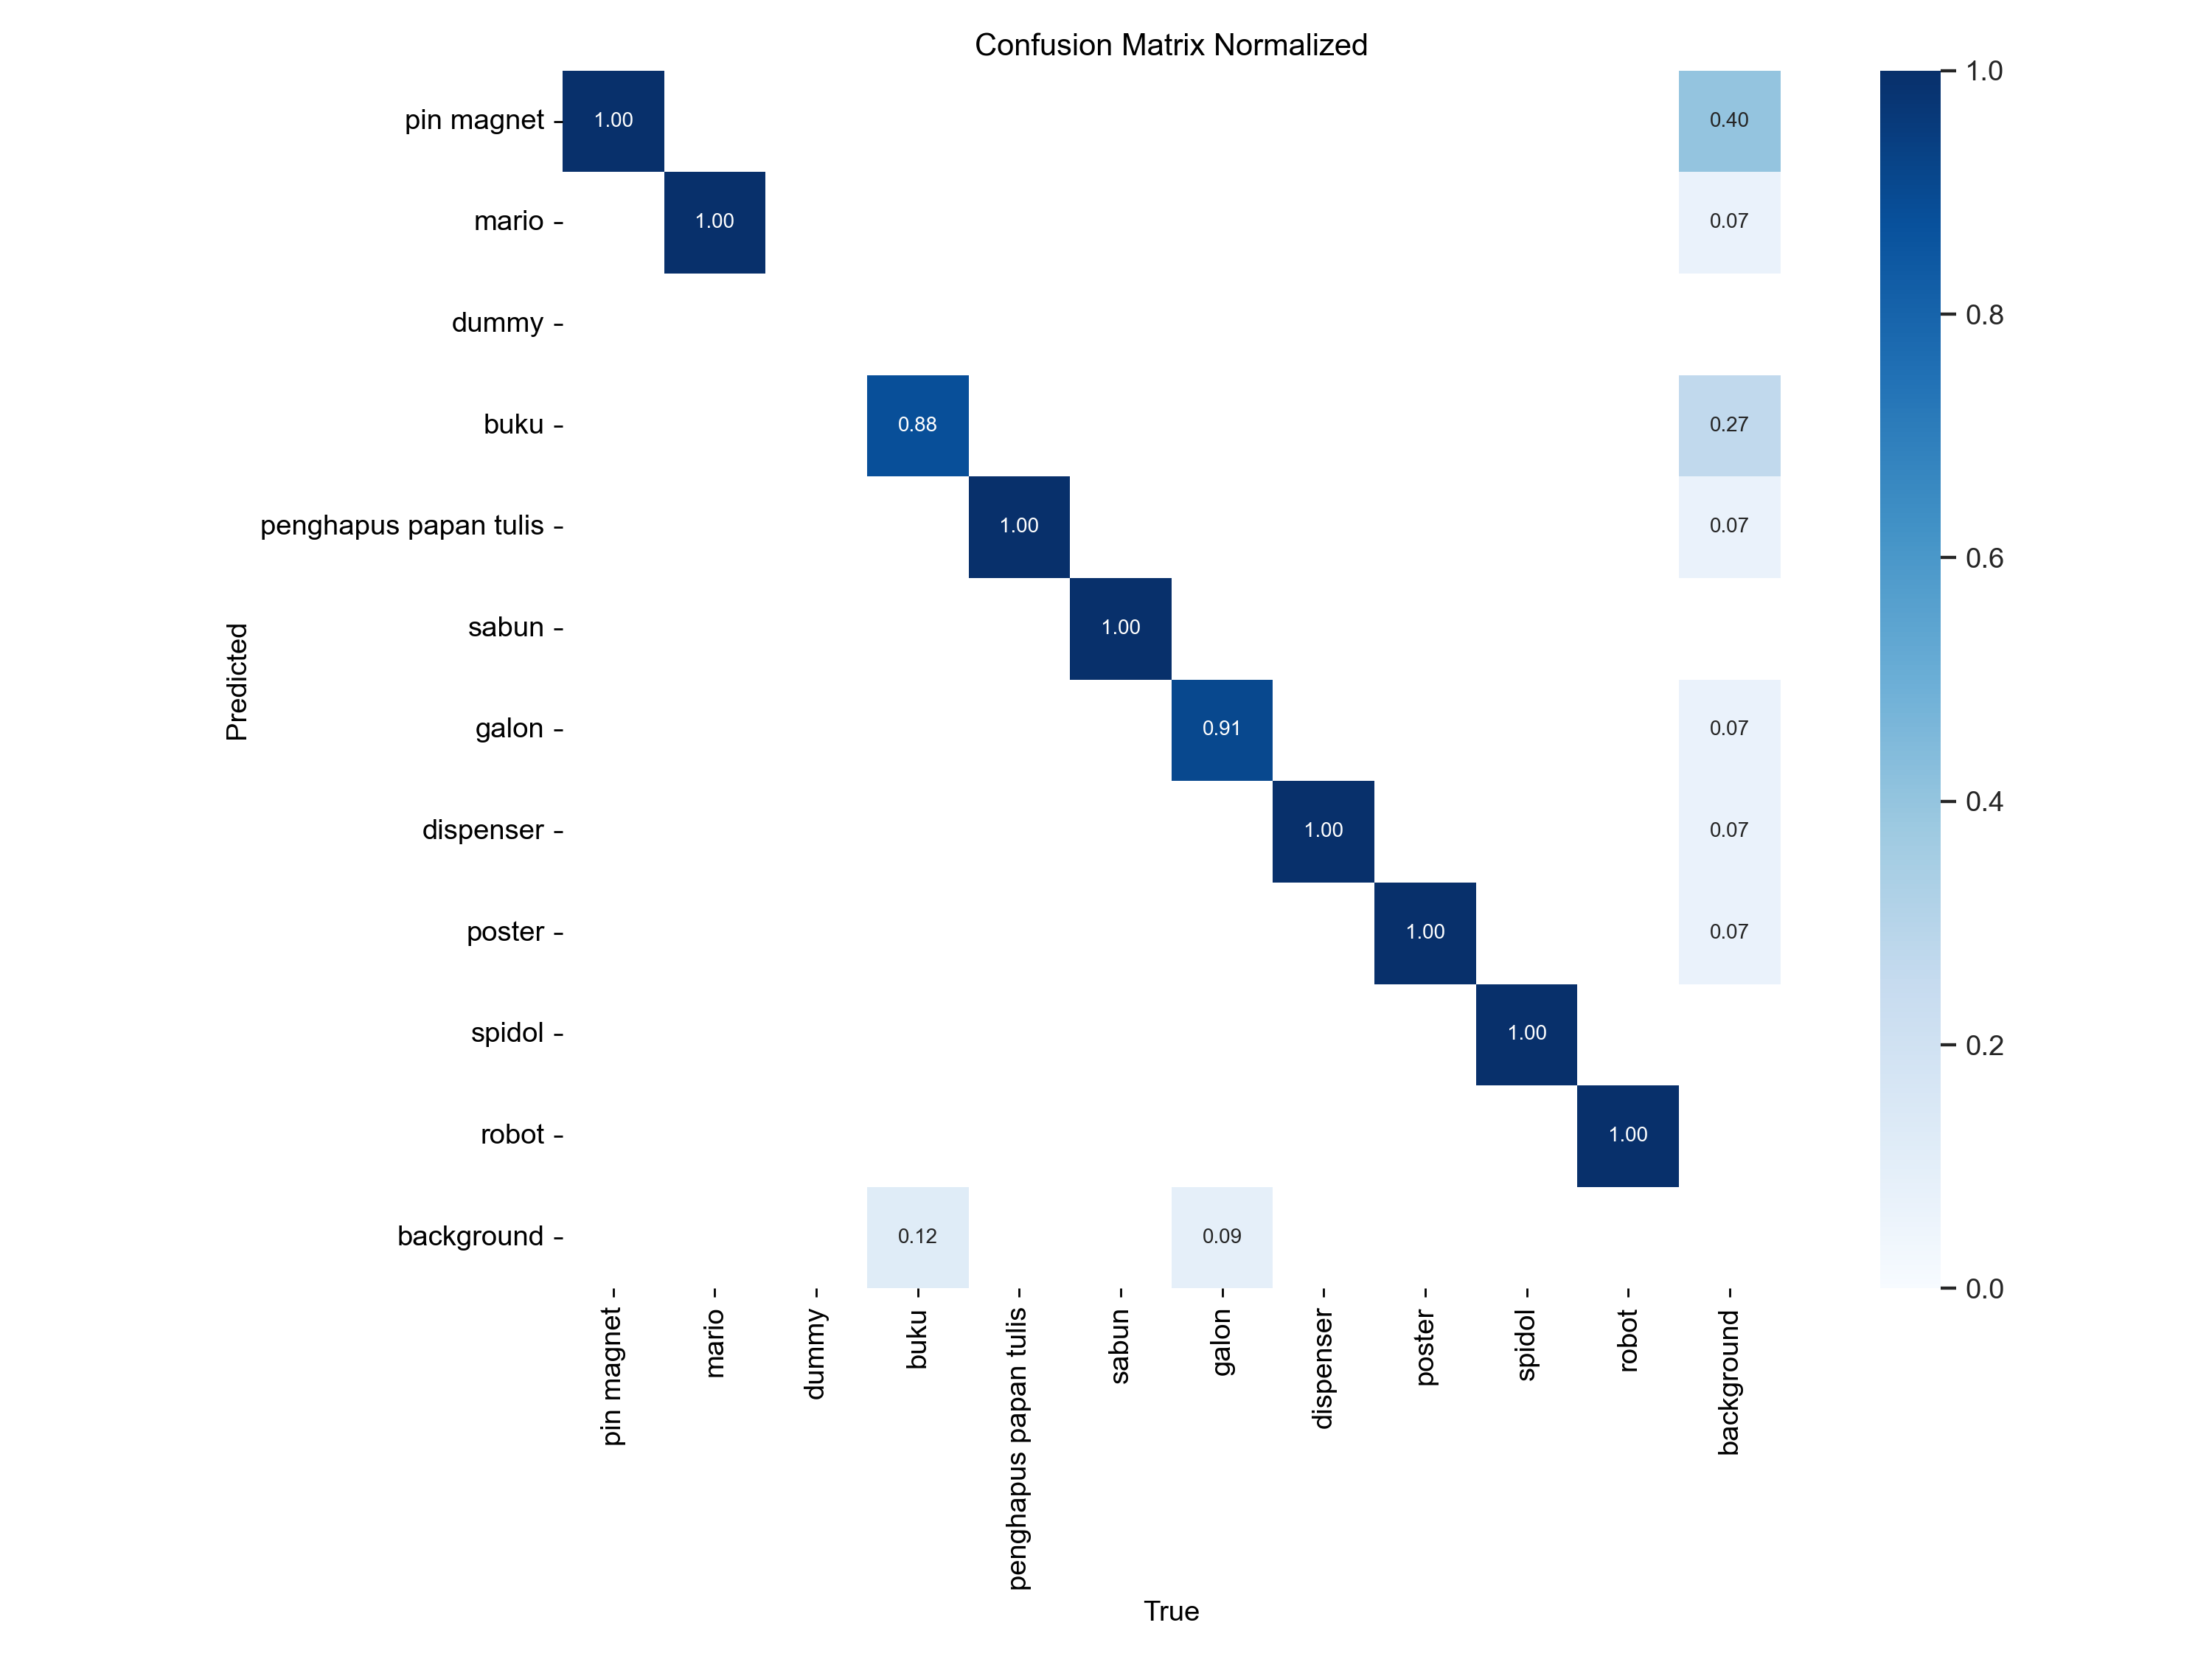 Confusion Matrix Normalized
pin magnet 1.00 0.40
mario 1.00 0.07
dummy
buku 0.88 0.27
penghapus papan tulis 1.00 0.07
sabun 1.00
galon 0.91 0.07
dispenser 1.00 0.07
poster 1.00 0.07
spidol 1.00
robot 1.00
background 0.12 0.09
Predicted
pin magnet
mario
dummy
buku
penghapus papan tulis
sabun
galon
dispenser
poster
spidol
robot
background
True
1.0
0.8
0.6
0.4
0.2
0.0